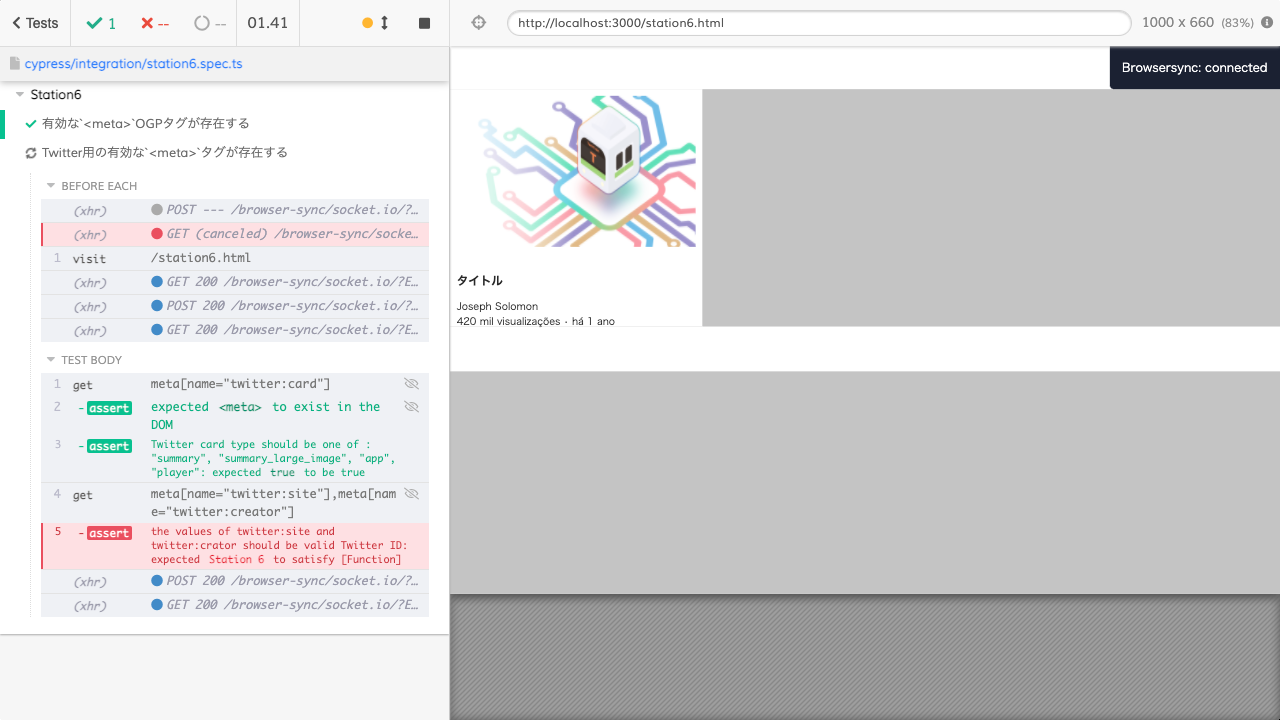 Tests
1
--
--
01.41
http://localhost:3000/station6.html
1000 x 660 (83%)
cypress/integration/station6.spec.ts
Browsersync: connected
Station6
有効な`<meta>`OGPタグが存在する
Twitter用の有効な`<meta>`タグが存在する
BEFORE EACH
(xhr) POST --- /browser-sync/socket.io/?…
(xhr) GET (canceled) /browser-sync/socke…
1 visit /station6.html
(xhr) GET 200 /browser-sync/socket.io/?E…
(xhr) POST 200 /browser-sync/socket.io/?…
(xhr) GET 200 /browser-sync/socket.io/?E…
TEST BODY
1 get meta[name="twitter:card"]
2 -assert expected <meta> to exist in the
DOM
3 -assert Twitter card type should be one of :
"summary", "summary_large_image", "app",
"player": expected true to be true
4 get meta[name="twitter:site"],meta[nam
e="twitter:creator"]
5 -assert the values of twitter:site and
twitter:crator should be valid Twitter ID:
expected Station 6 to satisfy [Function]
(xhr) POST 200 /browser-sync/socket.io/?…
(xhr) GET 200 /browser-sync/socket.io/?E…
タイトル
Joseph Solomon
420 mil visualizações・há 1 ano